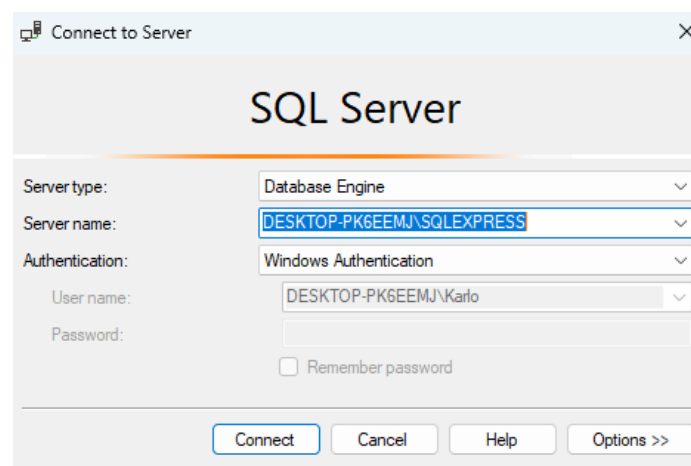 Connect to Server
SQL Server
Server type: Database Engine
Server name: DESKTOP-PK6EEMJ\SQLEXPRESS
Authentication: Windows Authentication
User name: DESKTOP-PK6EEMJ\Karlo
Password:
Remember password
Connect Cancel Help Options >>